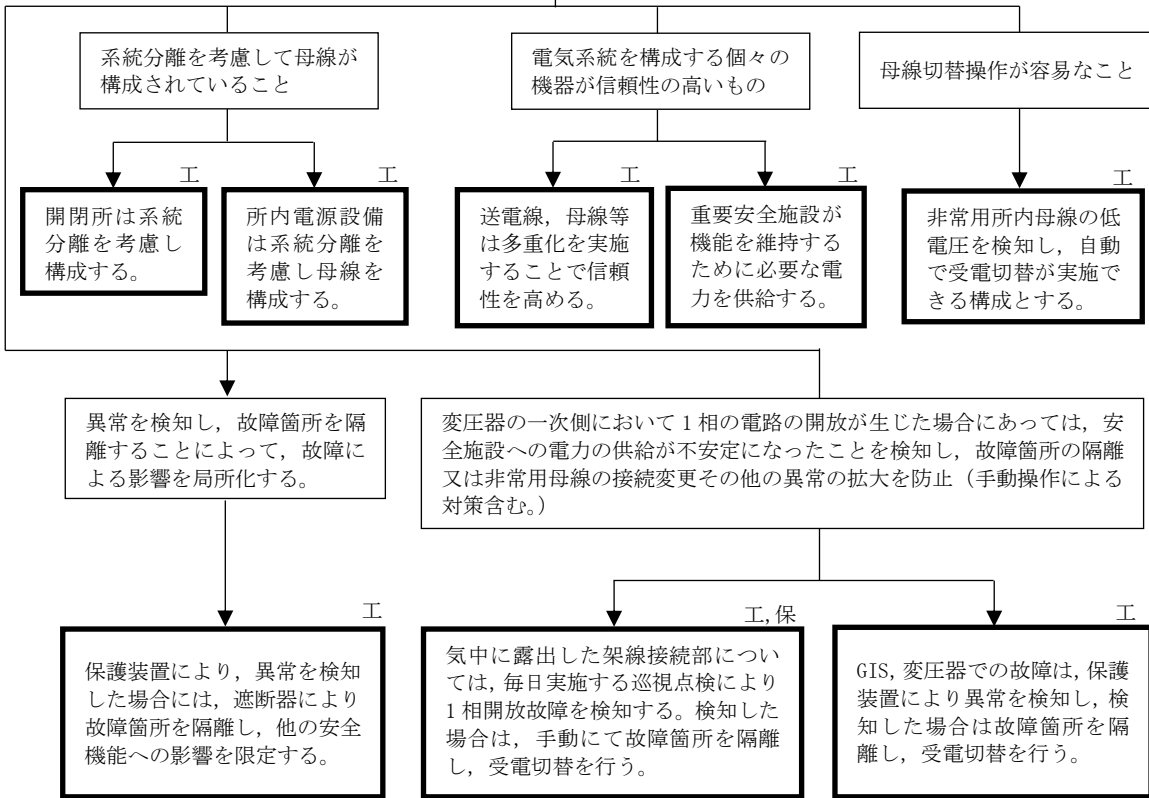 系統分離を考慮して母線が
構成されていること
電気系統を構成する個々の
機器が信頼性の高いもの
母線切替操作が容易なこと
工
開閉所は系統
分離を考慮し
構成する。
工
所内電源設備
は系統分離を
考慮し母線を
構成する。
工
送電線，母線等
は多重化を実施
することで信頼
性を高める。
工
重要安全施設が
機能を維持する
ために必要な電
力を供給する。
工
非常用所内母線の低
電圧を検知し，自動
で受電切替が実施で
きる構成とする。
異常を検知し，故障箇所を隔
離することによって，故障に
よる影響を局所化する。
変圧器の一次側において１相の電路の開放が生じた場合にあっては，安
全施設への電力の供給が不安定になったことを検知し，故障箇所の隔離
又は非常用母線の接続変更その他の異常の拡大を防止（手動操作による
対策含む。）
工
保護装置により，異常を検知
した場合には，遮断器により
故障箇所を隔離し，他の安全
機能への影響を限定する。
工,保
気中に露出した架線接続部につい
ては，毎日実施する巡視点検により
１相開放故障を検知する。検知した
場合は，手動にて故障箇所を隔離
し，受電切替を行う。
工
GIS，変圧器での故障は，保護
装置により異常を検知し，検
知した場合は故障箇所を隔
離し，受電切替を行う。